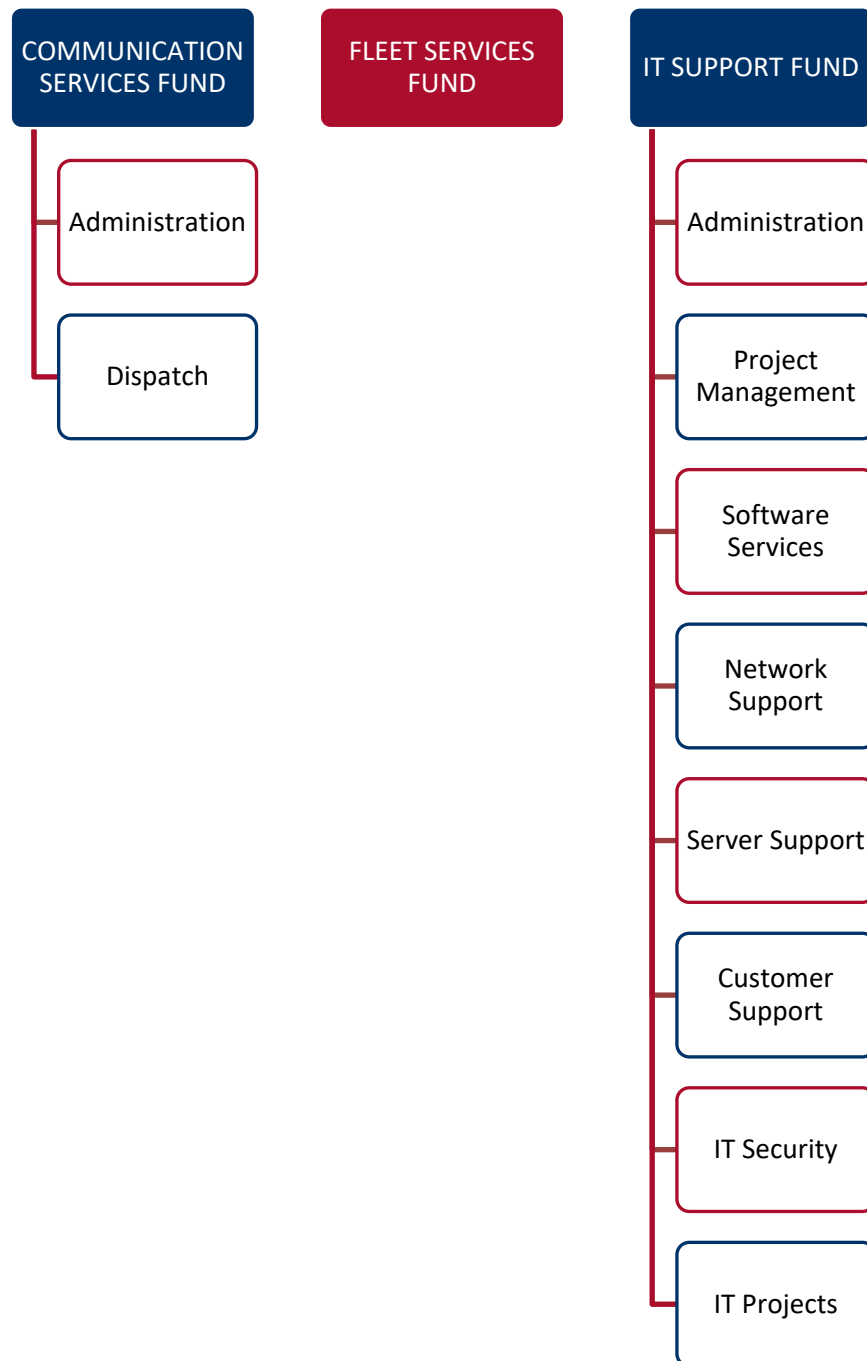 COMMUNICATION
SERVICES FUND
Administration
Dispatch
FLEET SERVICES
FUND
IT SUPPORT FUND
Administration
Project
Management
Software
Services
Network
Support
Server Support
Customer
Support
IT Security
IT Projects